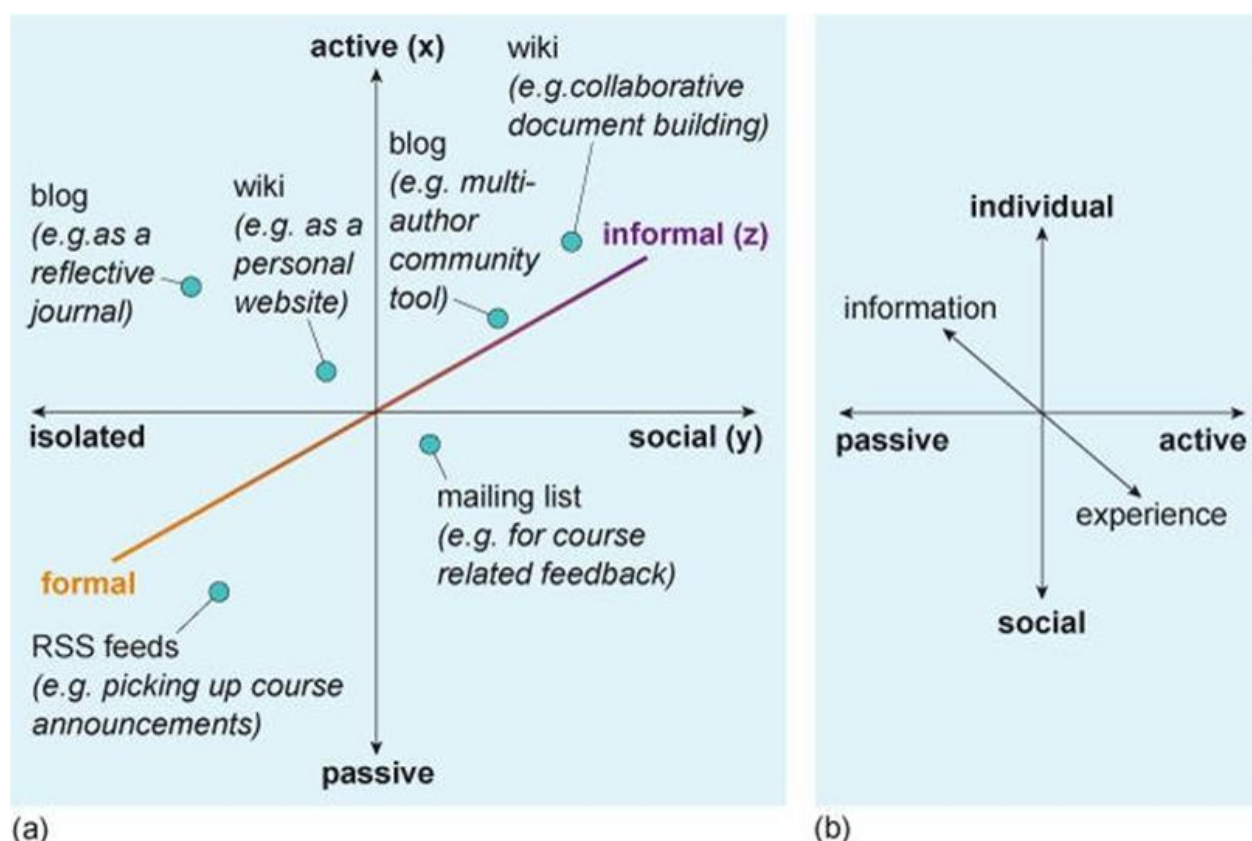 active (x)
wiki
(e.g.collaborative
document building)
blog
(e.g. multi-
author
community
tool)
wiki
(e.g. as a
personal
website)
blog
(e.g.as a
reflective
journal)
informal (z)
isolated
social (y)
mailing list
(e.g. for course
related feedback)
formal
RSS feeds
(e.g. picking up course
announcements)
passive
(a)
individual
information
passive
active
experience
social
(b)